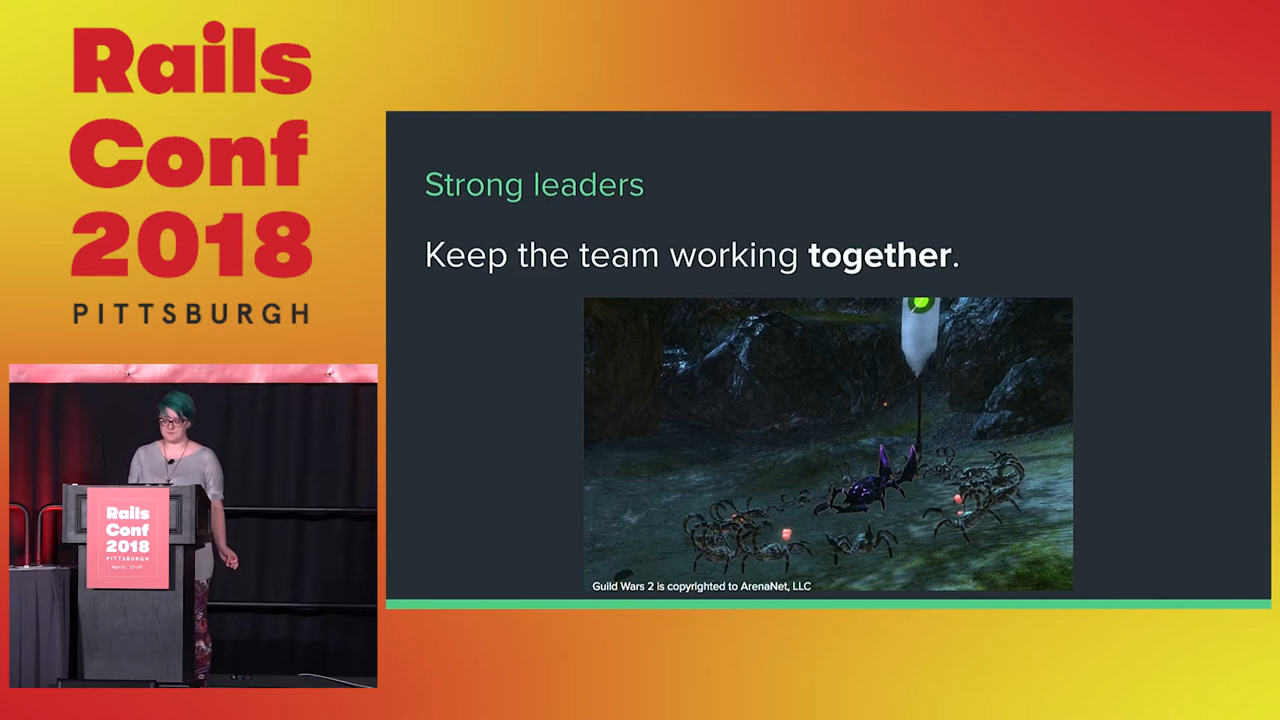 Rails
Conf
2018
PITTSBURGH
Strong leaders
Keep the team working together.
Guild Wars 2 is copyrighted to ArenaNet, LLC
Rails
Conf
2018
PITTSBURGH